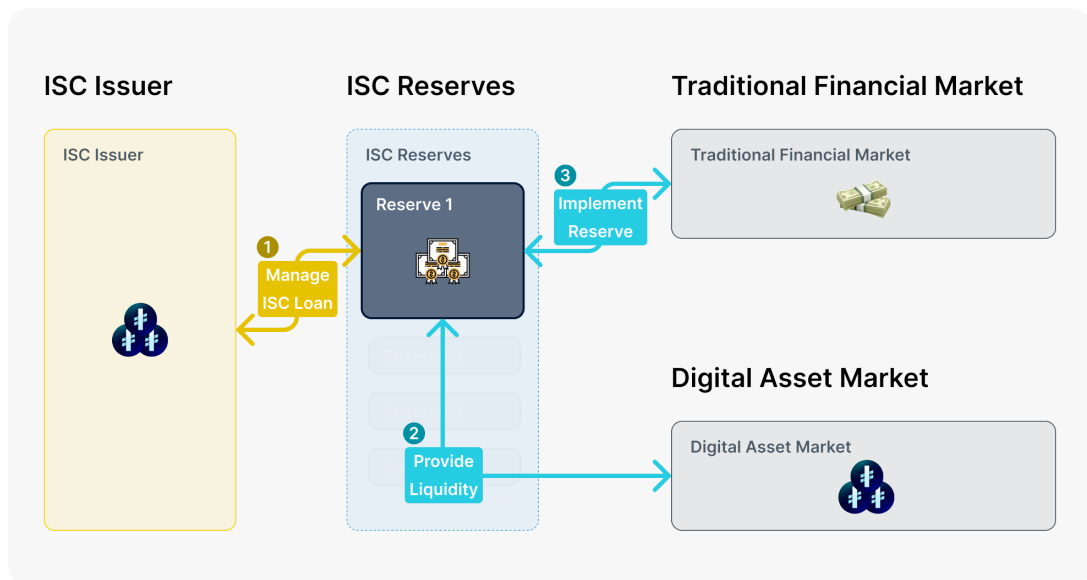 ISC Issuer
ISC Reserves
Traditional Financial Market
ISC Issuer
ISC Reserves
Traditional Financial Market
Reserve 1
3
Implement
Reserve
1
Manage
ISC Loan
Digital Asset Market
Digital Asset Market
2
Provide
Liquidity